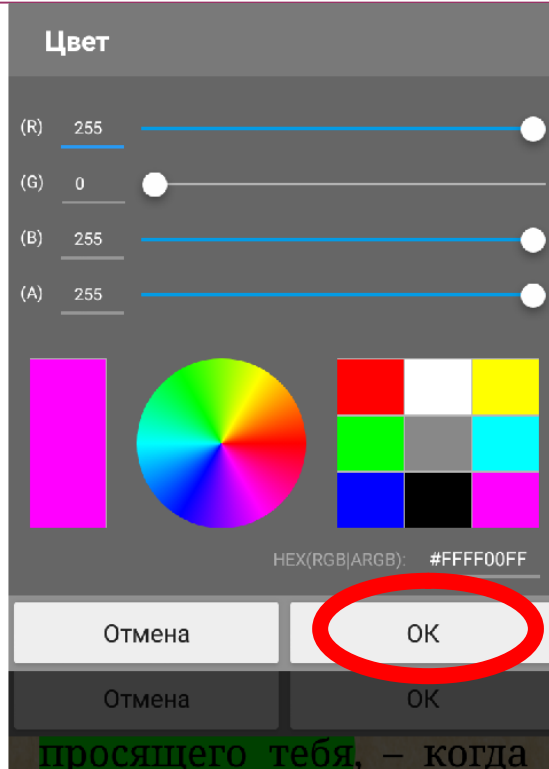 Цвет
(R) 255
(G) 0
(B) 255
(A) 255
HEX(RGB|ARGB): #FFFF00FF
Отмена OK
Отмена OK
просящего тебя, – когда